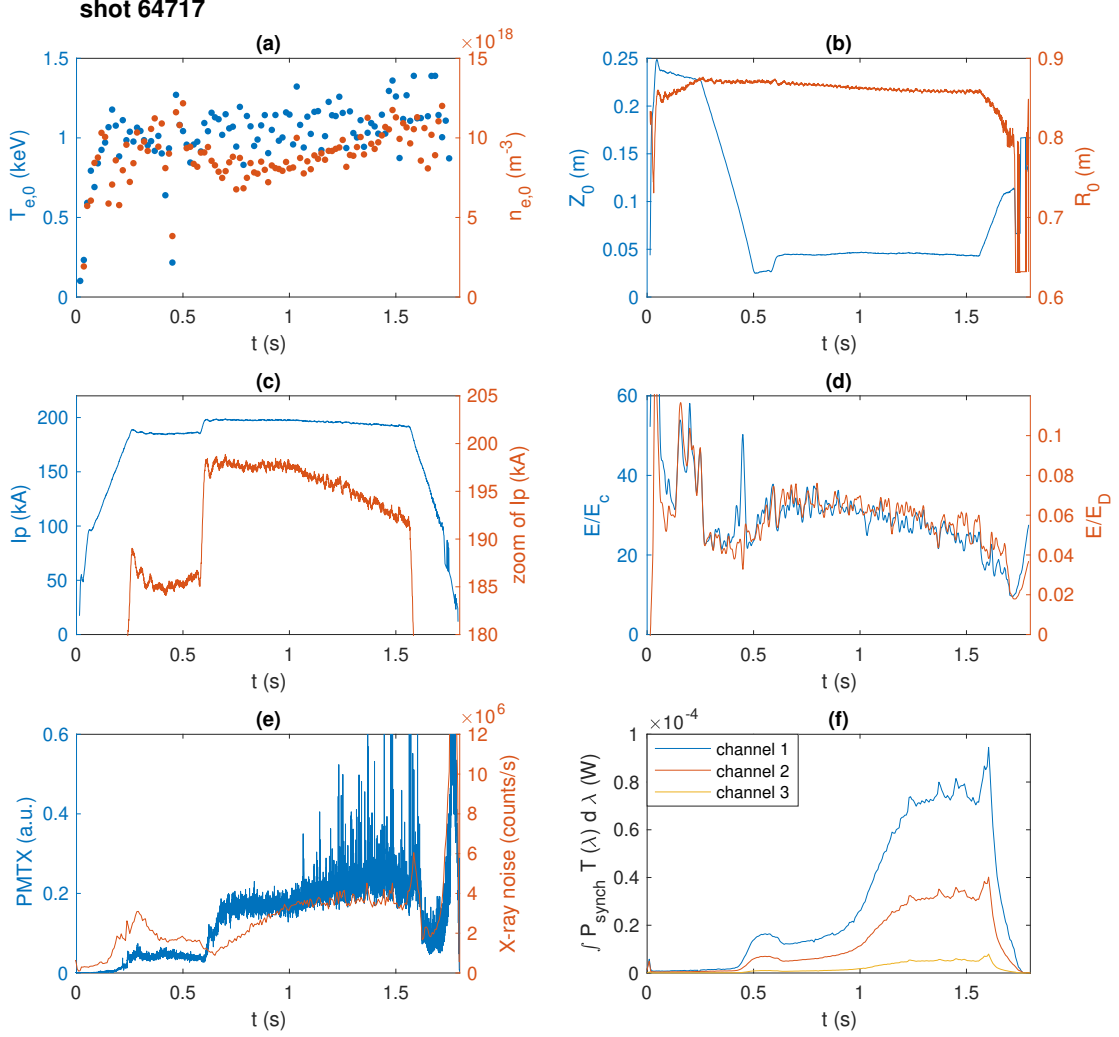 shot 64717
(a)
×10^18
1.5
1
0.5
0
15
10
5
0
T_e,0 (keV)
n_e,0 (m^-3)
0 0.5 1 1.5
t (s)
(b)
0.25
0.2
0.15
0.1
0.05
0
0.9
0.8
0.7
0.6
Z_0 (m)
R_0 (m)
0 0.5 1 1.5
t (s)
(c)
200
150
100
50
0
205
200
195
190
185
180
Ip (kA)
zoom of Ip (kA)
0 0.5 1 1.5
t (s)
(d)
60
40
20
0
0.1
0.08
0.06
0.04
0.02
0
E/E_c
E/E_D
0 0.5 1 1.5
t (s)
(e)
×10^6
0.6
0.4
0.2
0
12
10
8
6
4
2
0
PMTX (a.u.)
X-ray noise (counts/s)
0 0.5 1 1.5
t (s)
×10^-4
(f)
1
0.8
0.6
0.4
0.2
0
∫ P_synch T (λ) d λ (W)
channel 1
channel 2
channel 3
0 0.5 1 1.5
t (s)